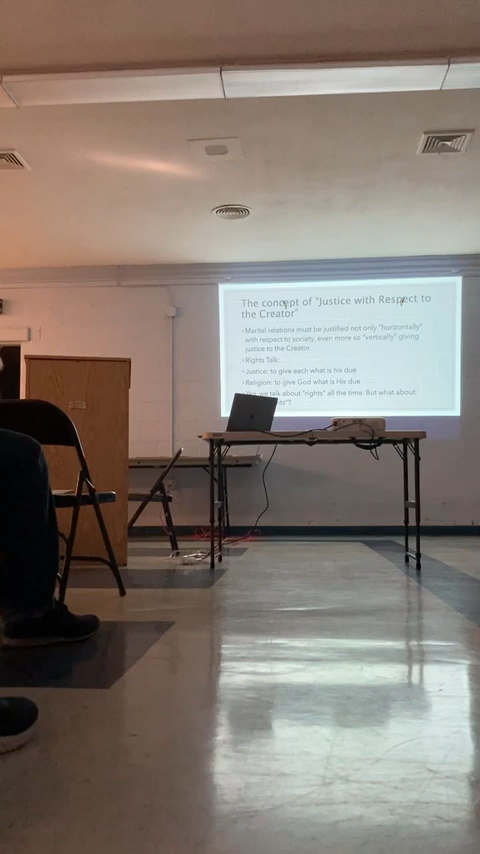 The concept of "Justice with Respect to
the Creator"
Marital relations must be justified not only "horizontally"
with respect to society, even more so "vertically" giving
justice to the Creator.
Rights Talk:
Justice: to give each what is his due
Religion: to give God what is His due
we talk about "rights" all the time. But what about